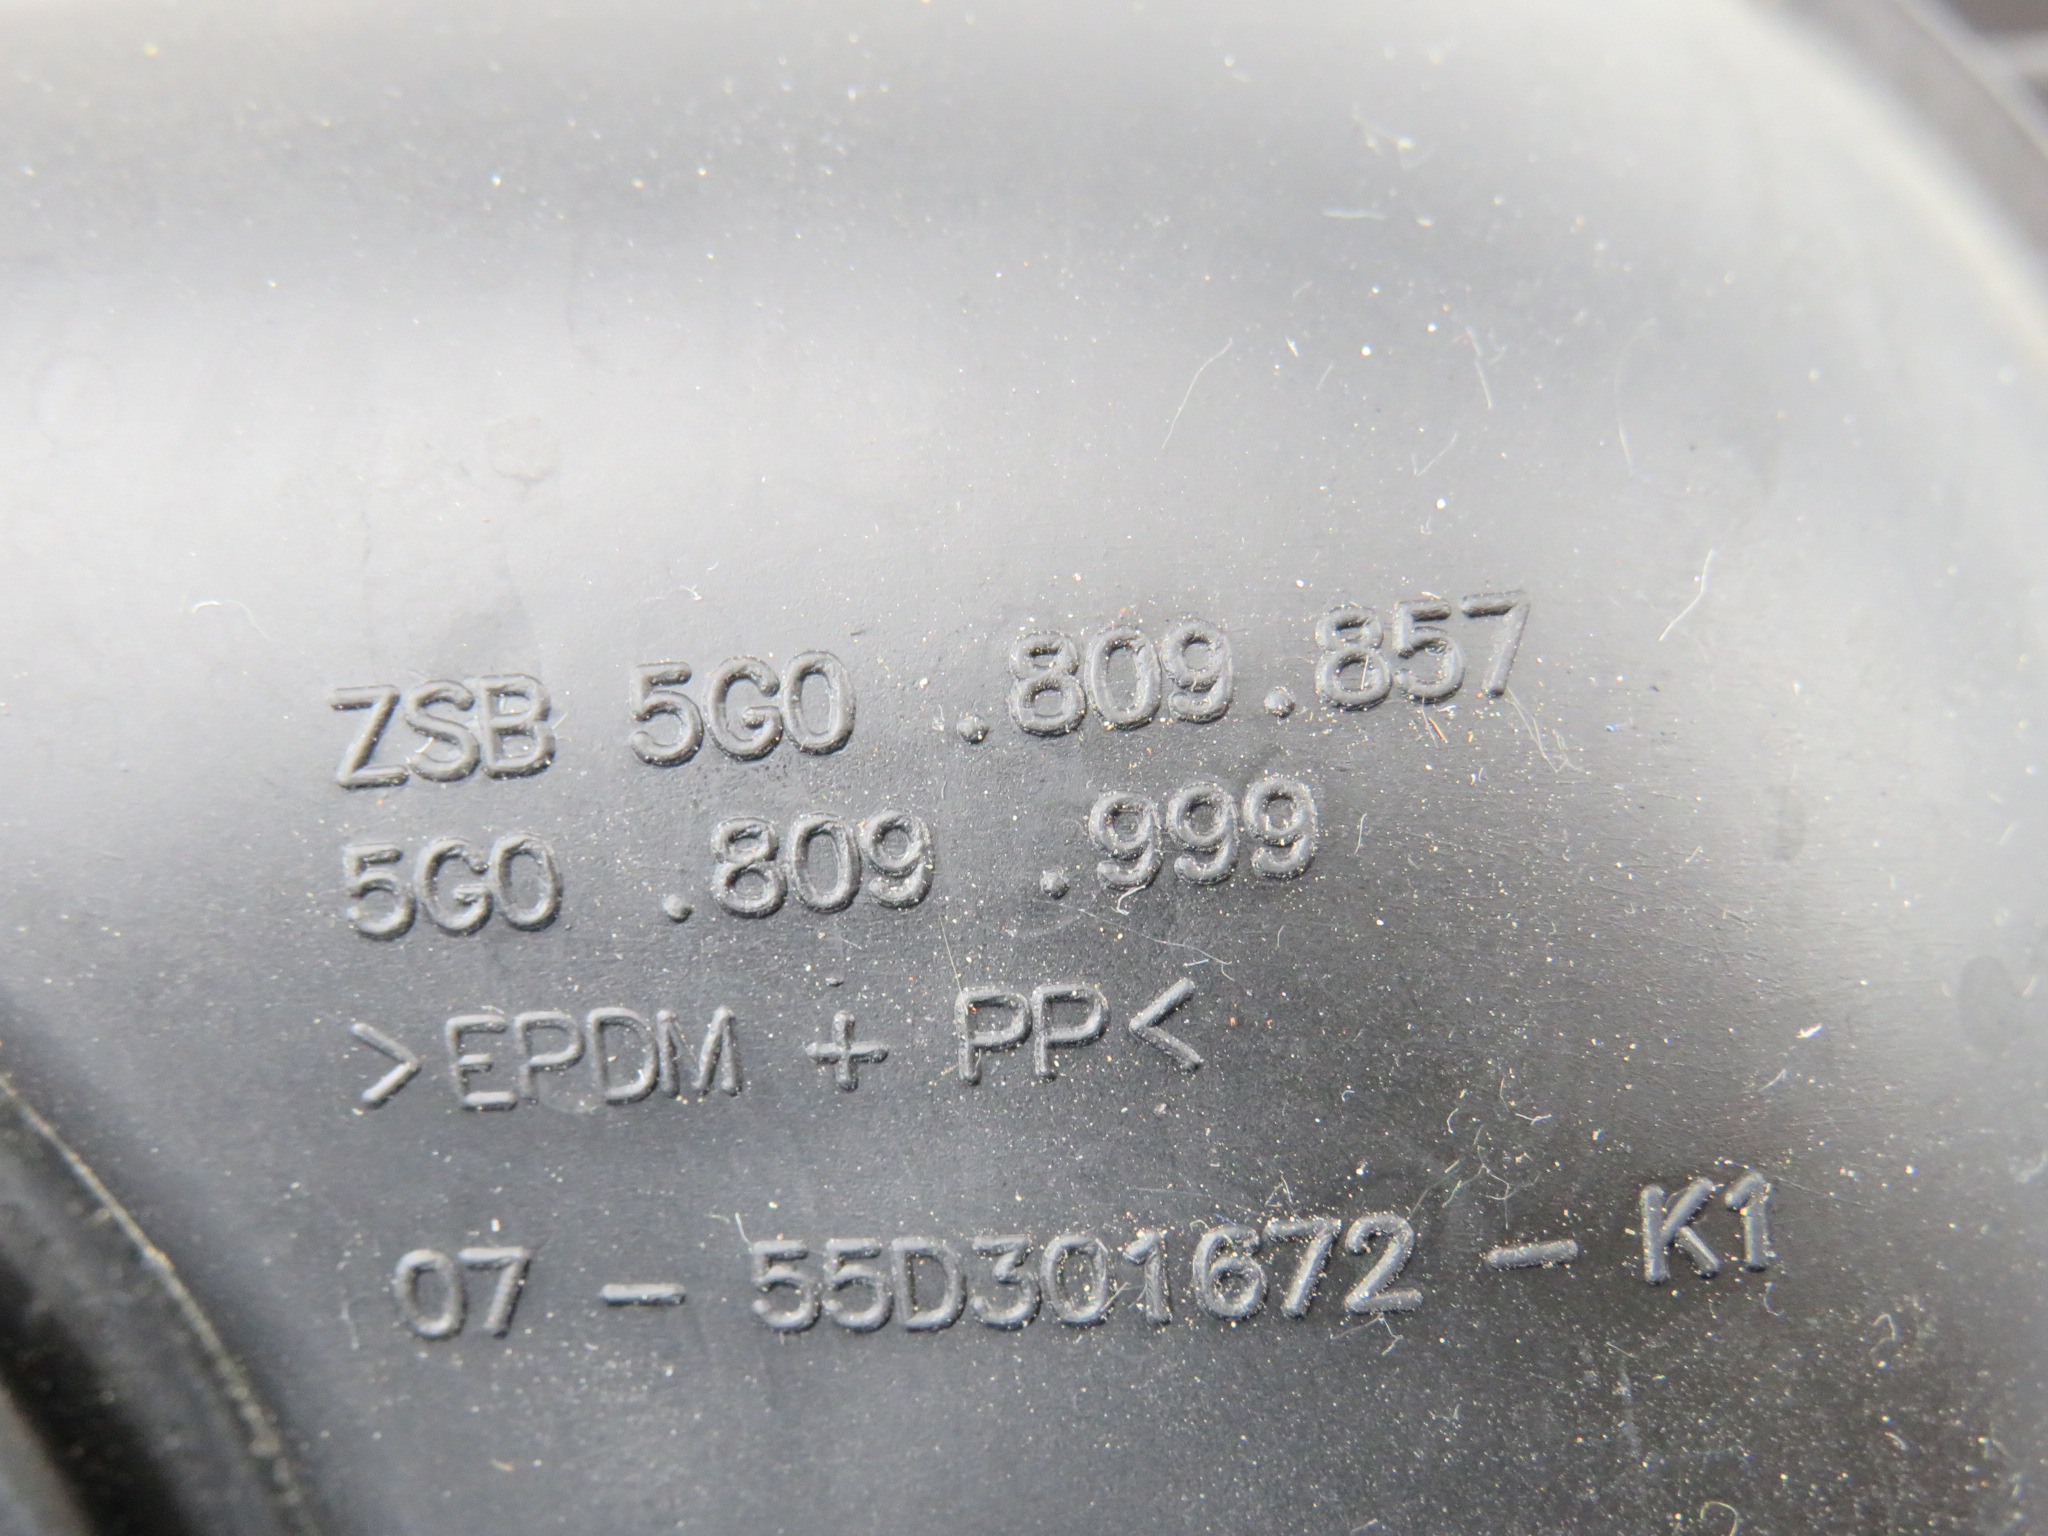 ZSB 5G0 .809.857
5G0 .809 .999
>EPDM + PP<
07 - 55D301672 - K1